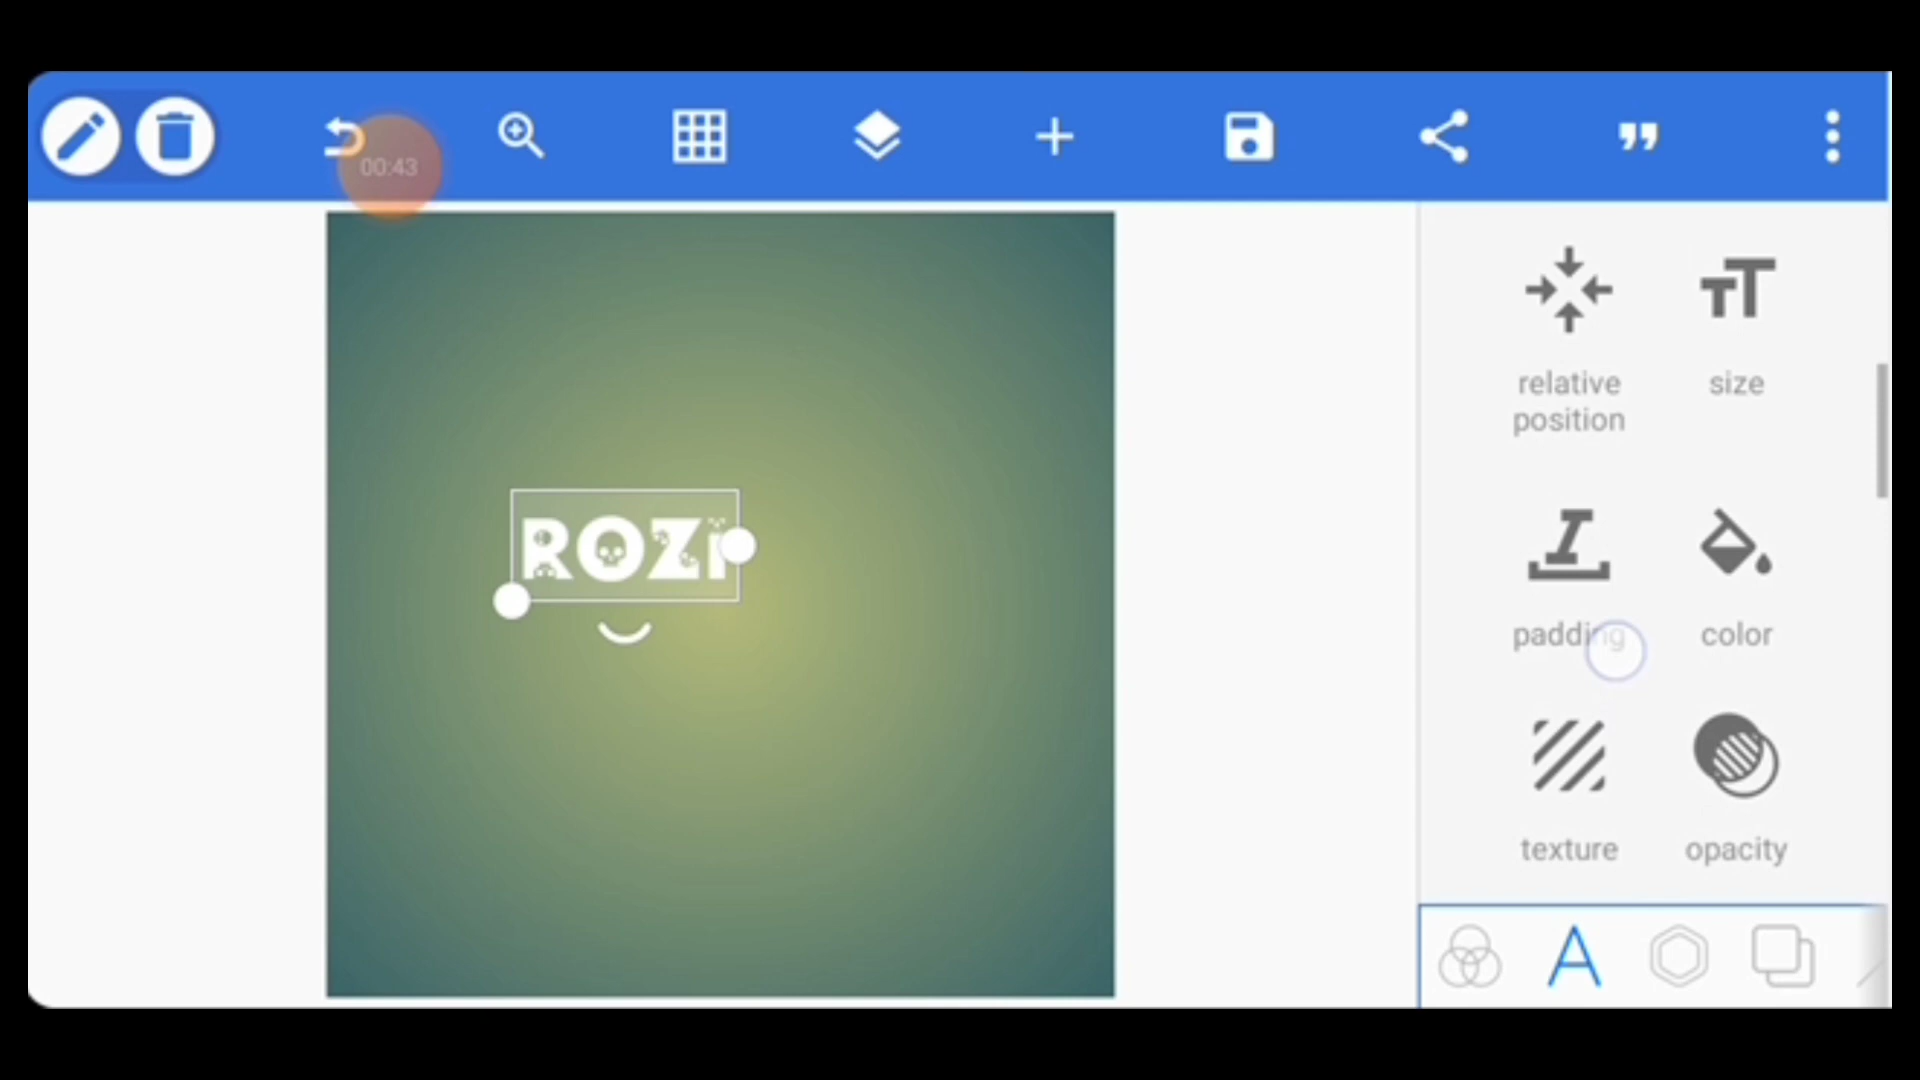 00:43
relative
position
size
ROZi
padding
color
texture
opacity